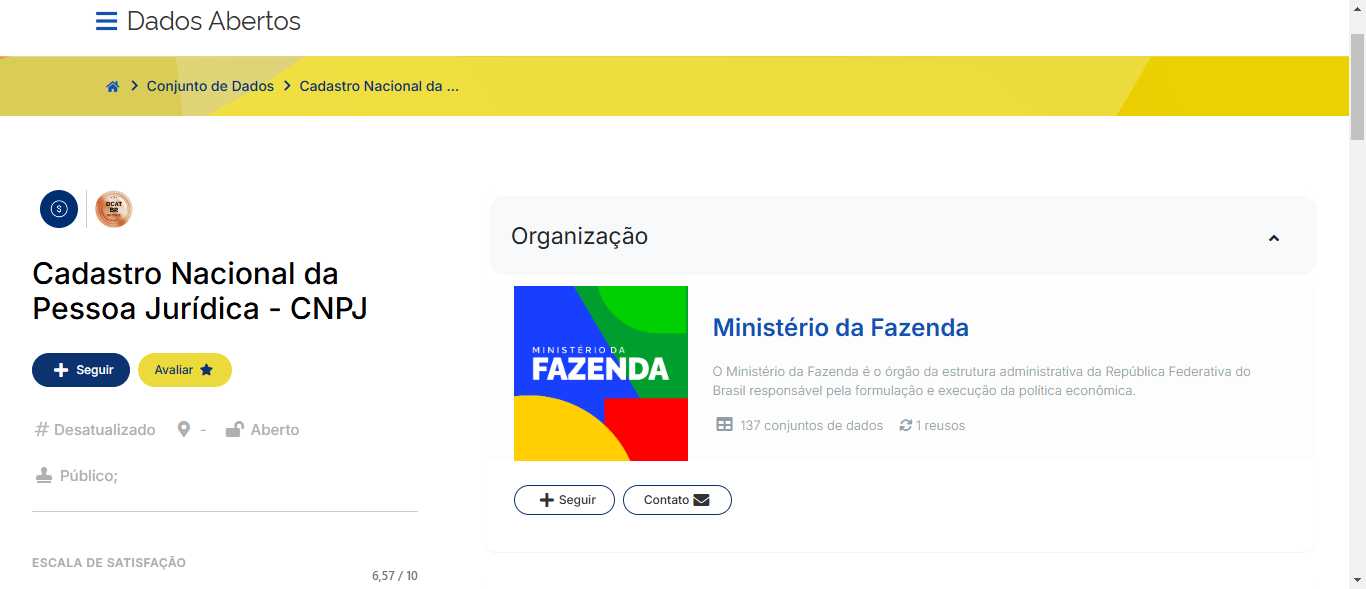 Dados Abertos
Conjunto de Dados
Cadastro Nacional da ...
DCAT
BR
Cadastro Nacional da
Pessoa Jurídica - CNPJ
Seguir
Avaliar
Desatualizado
-
Aberto
Público;
ESCALA DE SATISFAÇÃO
6,57 / 10
Organização
MINISTÉRIO DA
FAZENDA
Ministério da Fazenda
O Ministério da Fazenda é o órgão da estrutura administrativa da República Federativa do
Brasil responsável pela formulação e execução da política econômica.
137 conjuntos de dados
1 reusos
Seguir
Contato